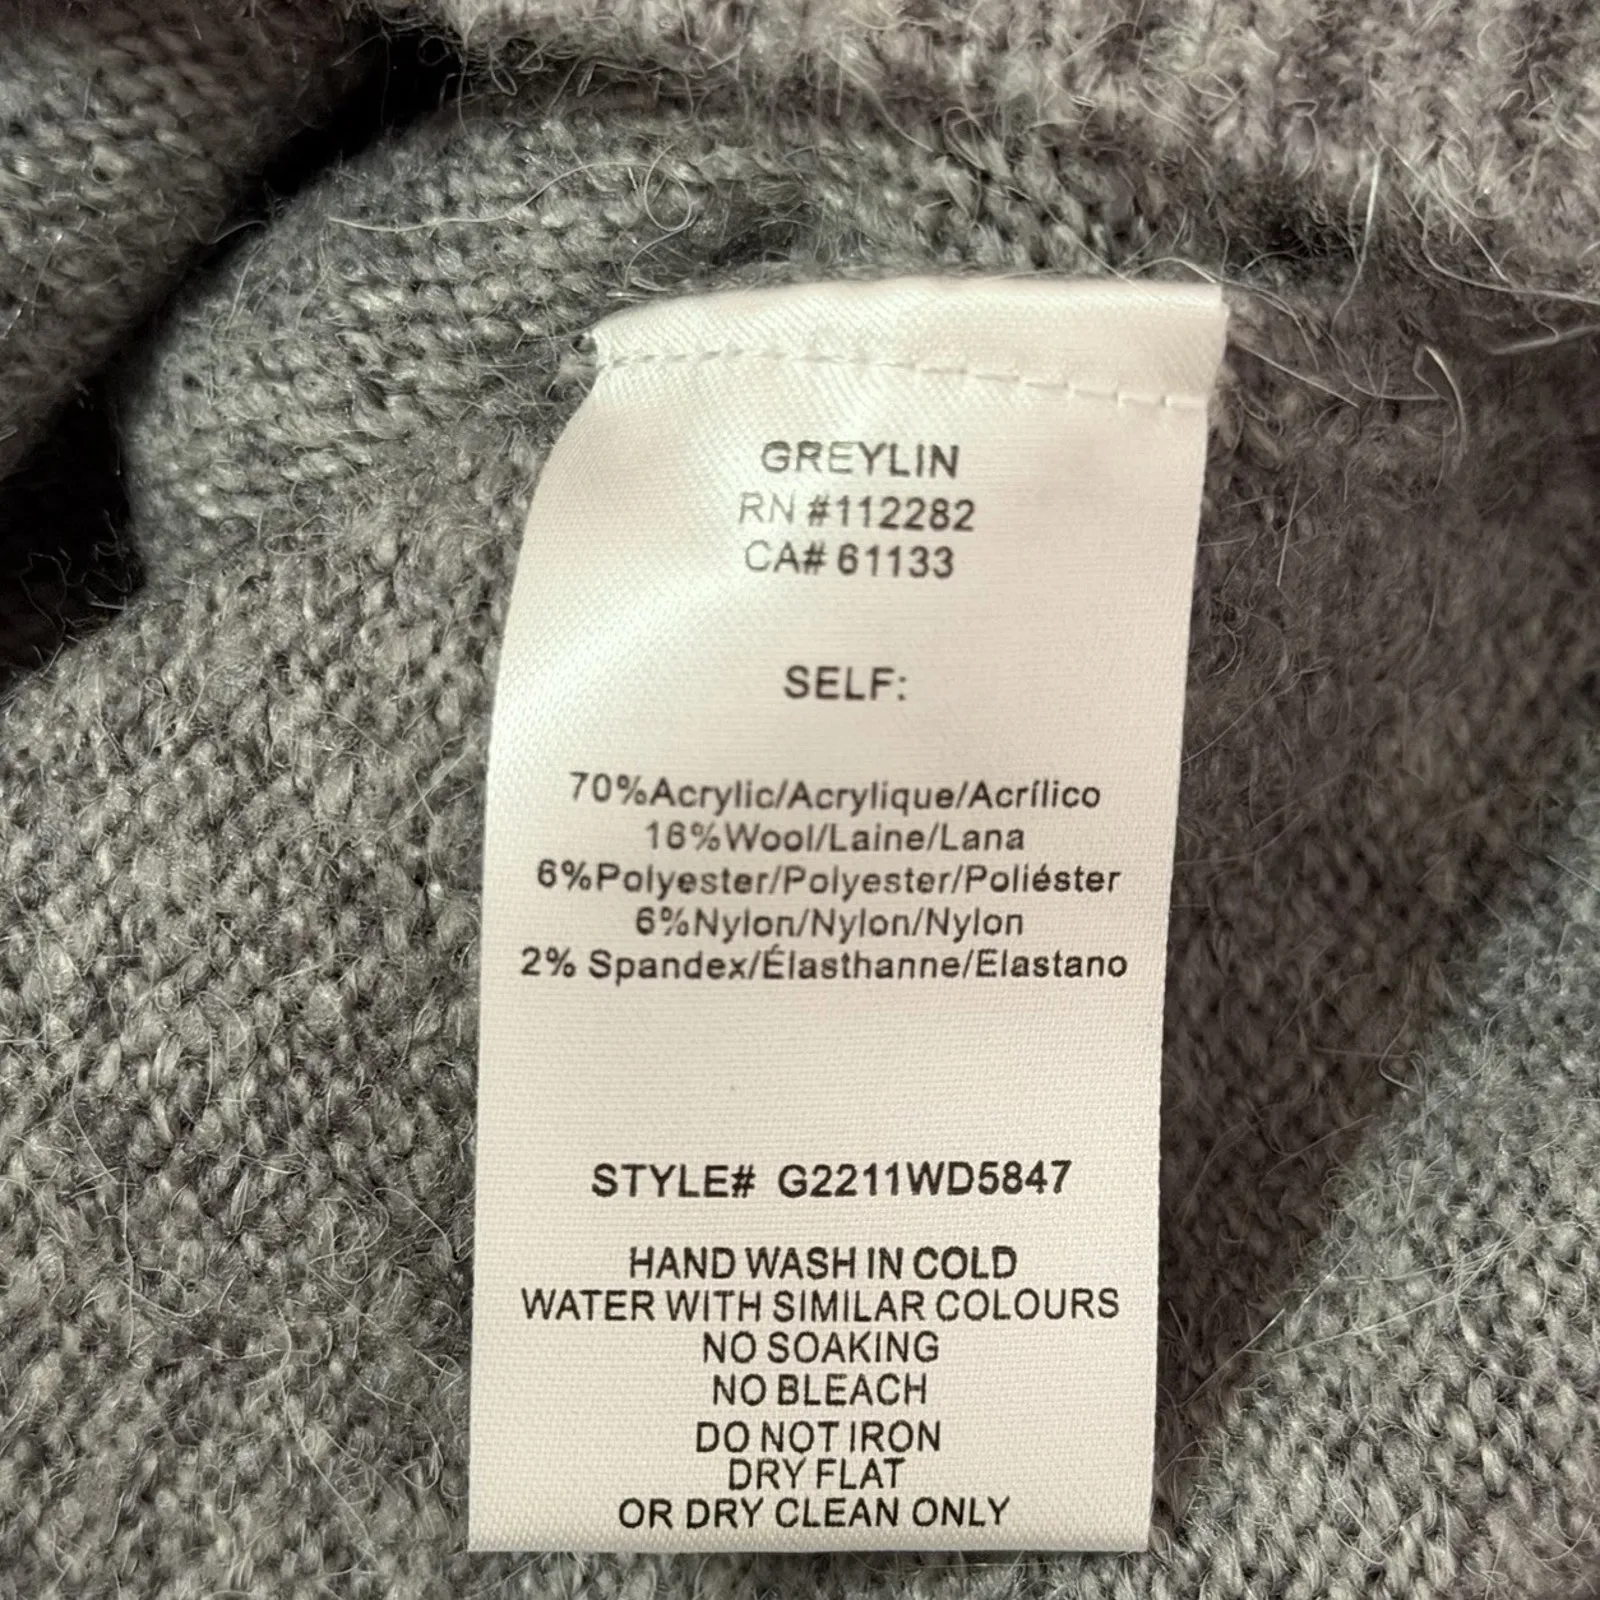 GREYLIN
RN #112282
CA# 61133
SELF:
70%Acrylic/Acrylique/Acrílico
16%Wool/Laine/Lana
6%Polyester/Polyester/Poliéster
6%Nylon/Nylon/Nylon
2% Spandex/Élasthanne/Elastano
STYLE# G2211WD5847
HAND WASH IN COLD
WATER WITH SIMILAR COLOURS
NO SOAKING
NO BLEACH
DO NOT IRON
DRY FLAT
OR DRY CLEAN ONLY